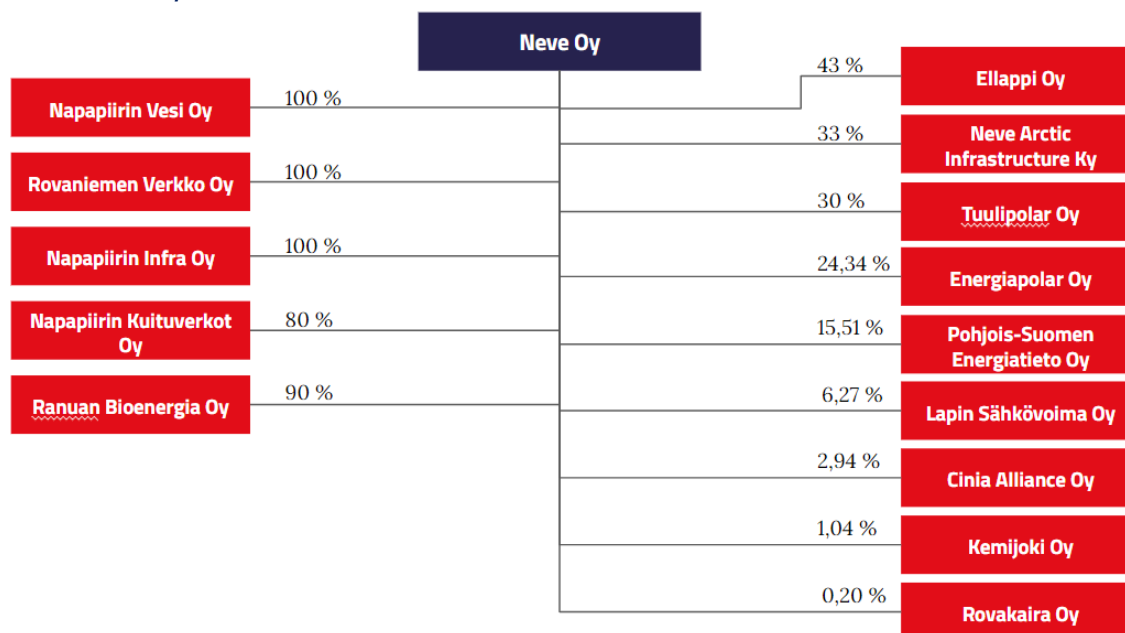 Neve Oy
Napapiirin Vesi Oy
100 %
Rovaniemen Verkko Oy
100 %
Napapiirin Infra Oy
100 %
Napapiirin Kuituverkot
Oy
80 %
Ranuan Bioenergia Oy
90 %
43 %
Ellappi Oy
33 %
Neve Arctic
Infrastructure Ky
30 %
Tuulipolar Oy
24,34 %
Energiapolar Oy
15,51 %
Pohjois-Suomen
Energiatieto Oy
6,27 %
Lapin Sähkövoima Oy
2,94 %
Cinia Alliance Oy
1,04 %
Kemijoki Oy
0,20 %
Rovakaira Oy